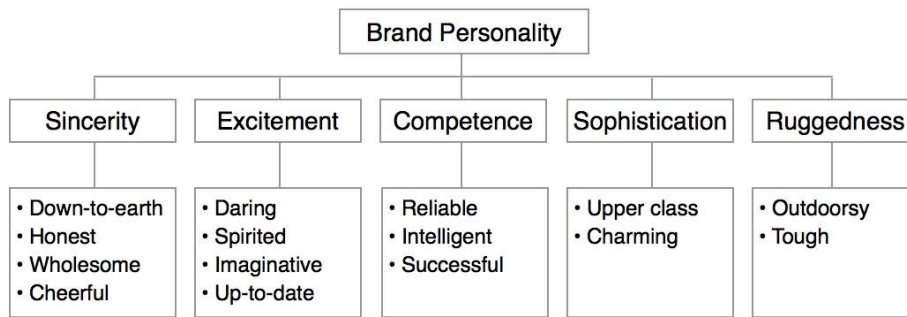 Brand Personality
Sincerity
Excitement
Competence
Sophistication
Ruggedness
• Down-to-earth
• Honest
• Wholesome
• Cheerful
• Daring
• Spirited
• Imaginative
• Up-to-date
• Reliable
• Intelligent
• Successful
• Upper class
• Charming
• Outdoorsy
• Tough